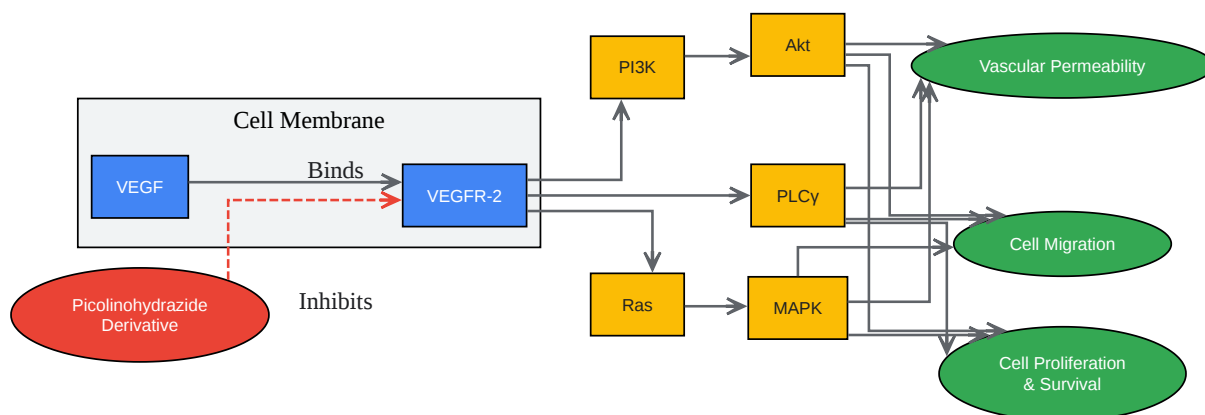 Akt
Vascular Permeability
PI3K
Cell Membrane
VEGF
Binds
VEGFR-2
PLCγ
Cell Migration
Picolinohydrazide
Derivative
Inhibits
Ras
MAPK
Cell Proliferation
& Survival